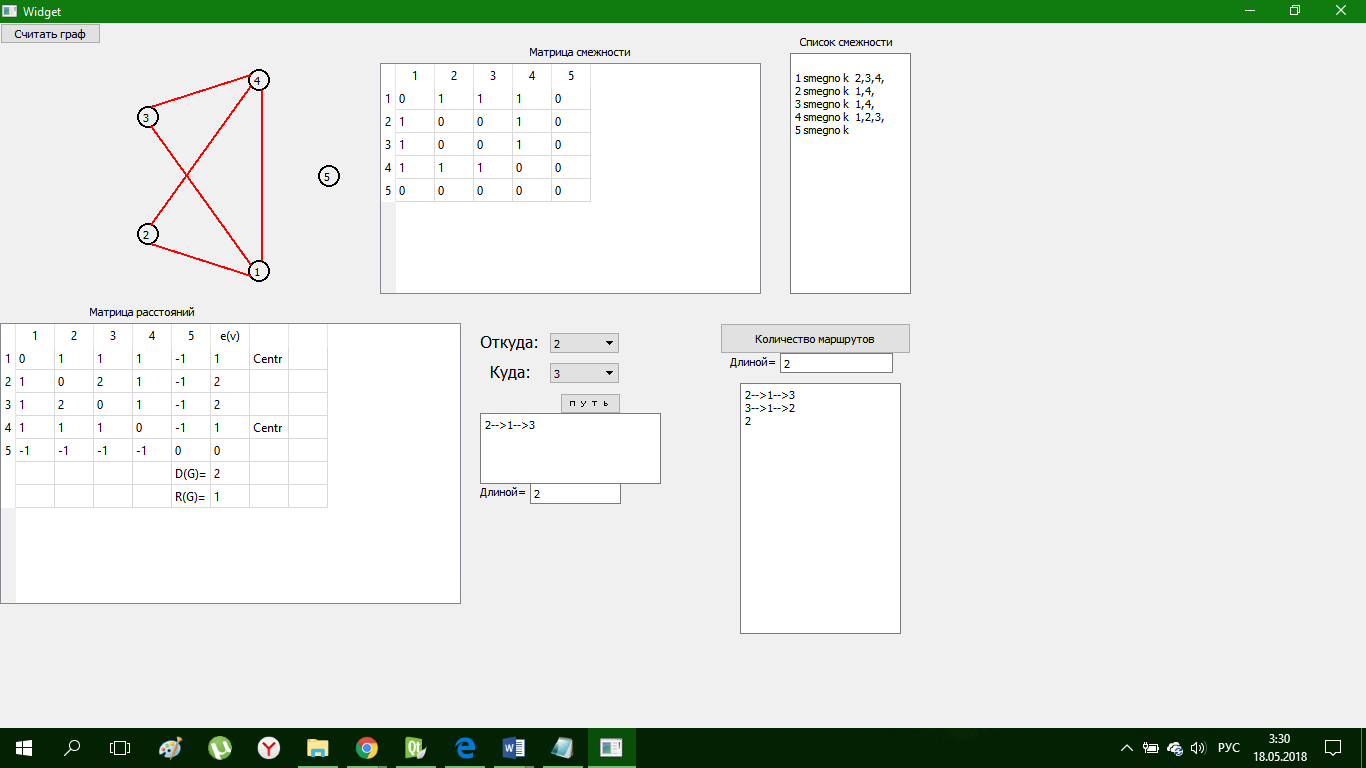 Widget
Считать граф
4
3
5
2
1
Матрица смежности
1 2 3 4 5
1 0 1 1 1 0
2 1 0 0 1 0
3 1 0 0 1 0
4 1 1 1 0 0
5 0 0 0 0 0
Список смежности
1 smegno k 2,3,4,
2 smegno k 1,4,
3 smegno k 1,4,
4 smegno k 1,2,3,
5 smegno k
Матрица расстояний
1 2 3 4 5 e(v)
1 0 1 1 1 -1 1 Centr
2 1 0 2 1 -1 2
3 1 2 0 1 -1 2
4 1 1 1 0 -1 1 Centr
5 -1 -1 -1 -1 0 0
D(G)= 2
R(G)= 1
Откуда: 2
Куда: 3
путь
2-->1-->3
Длиной= 2
Количество маршрутов
Длиной= 2
2-->1-->3
3-->1-->2
2
РУС
3:30
18.05.2018